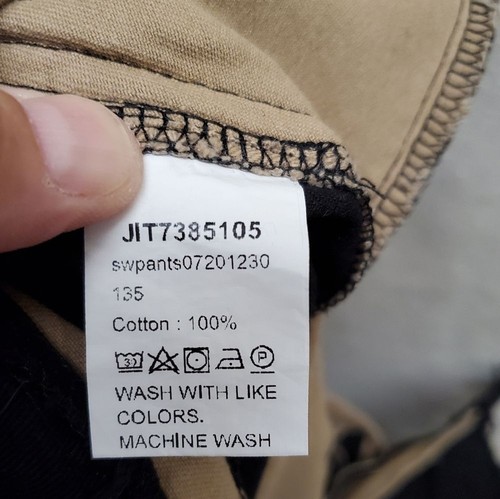 JIT7385105
swpants07201230
135
Cotton : 100%
P
WASH WITH LIKE
COLORS.
MACHINE WASH